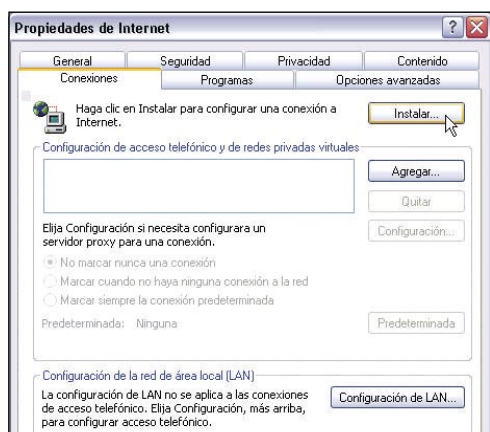 Propiedades de Internet
General Seguridad Privacidad Contenido
Conexiones Programas Opciones avanzadas
Haga clic en Instalar para configurar una conexión a
Internet.
Instalar...
Configuración de acceso telefónico y de redes privadas virtuales
Agregar...
Quitar
Elija Configuración si necesita configurara un
servidor proxy para una conexión.
Configuración...
No marcar nunca una conexión
Marcar cuando no haya ninguna conexión a la red
Marcar siempre la conexión predeterminada
Predeterminada: Ninguna
Predeterminada
Configuración de la red de área local (LAN)
La configuración de LAN no se aplica a las conexiones
de acceso telefónico. Elija Configuración, más arriba,
para configurar acceso telefónico.
Configuración de LAN...